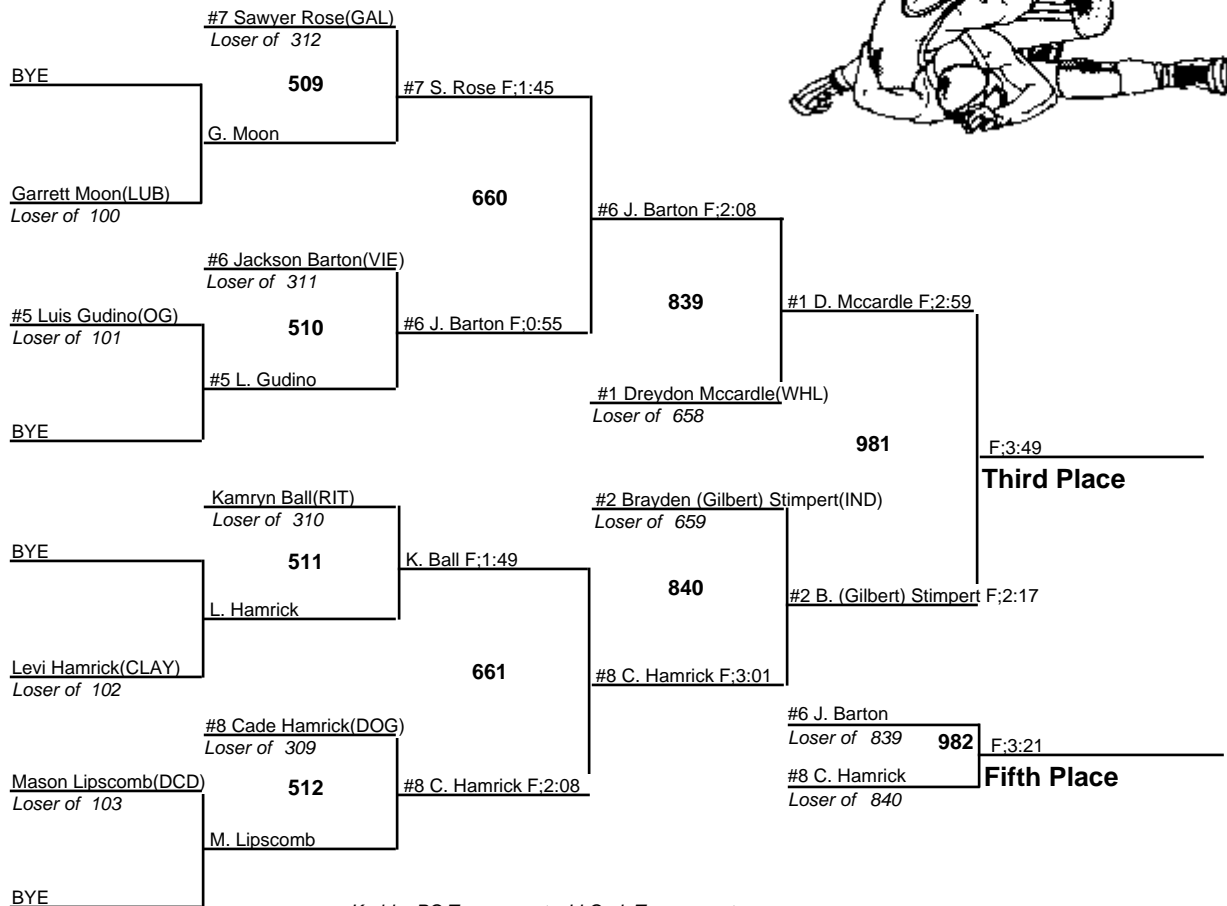 #7 Sawyer Rose(GAL)
Loser of 312
BYE
509
#7 S. Rose F;1:45
G. Moon
Garrett Moon(LUB)
Loser of 100
660
#6 J. Barton F;2:08
#6 Jackson Barton(VIE)
Loser of 311
#5 Luis Gudino(OG)
Loser of 101
510
#6 J. Barton F;0:55
839
#1 D. Mccardle F;2:59
#5 L. Gudino
#1 Dreydon Mccardle(WHL)
Loser of 658
BYE
981
F;3:49
Third Place
Kamryn Ball(RIT)
Loser of 310
#2 Brayden (Gilbert) Stimpert(IND)
Loser of 659
BYE
511
K. Ball F;1:49
840
#2 B. (Gilbert) Stimpert F;2:17
L. Hamrick
Levi Hamrick(CLAY)
Loser of 102
661
#8 C. Hamrick F;3:01
#8 Cade Hamrick(DOG)
Loser of 309
#6 J. Barton
Loser of 839
982
F;3:21
Fifth Place
Mason Lipscomb(DCD)
Loser of 103
512
#8 C. Hamrick F;2:08
#8 C. Hamrick
Loser of 840
M. Lipscomb
BYE